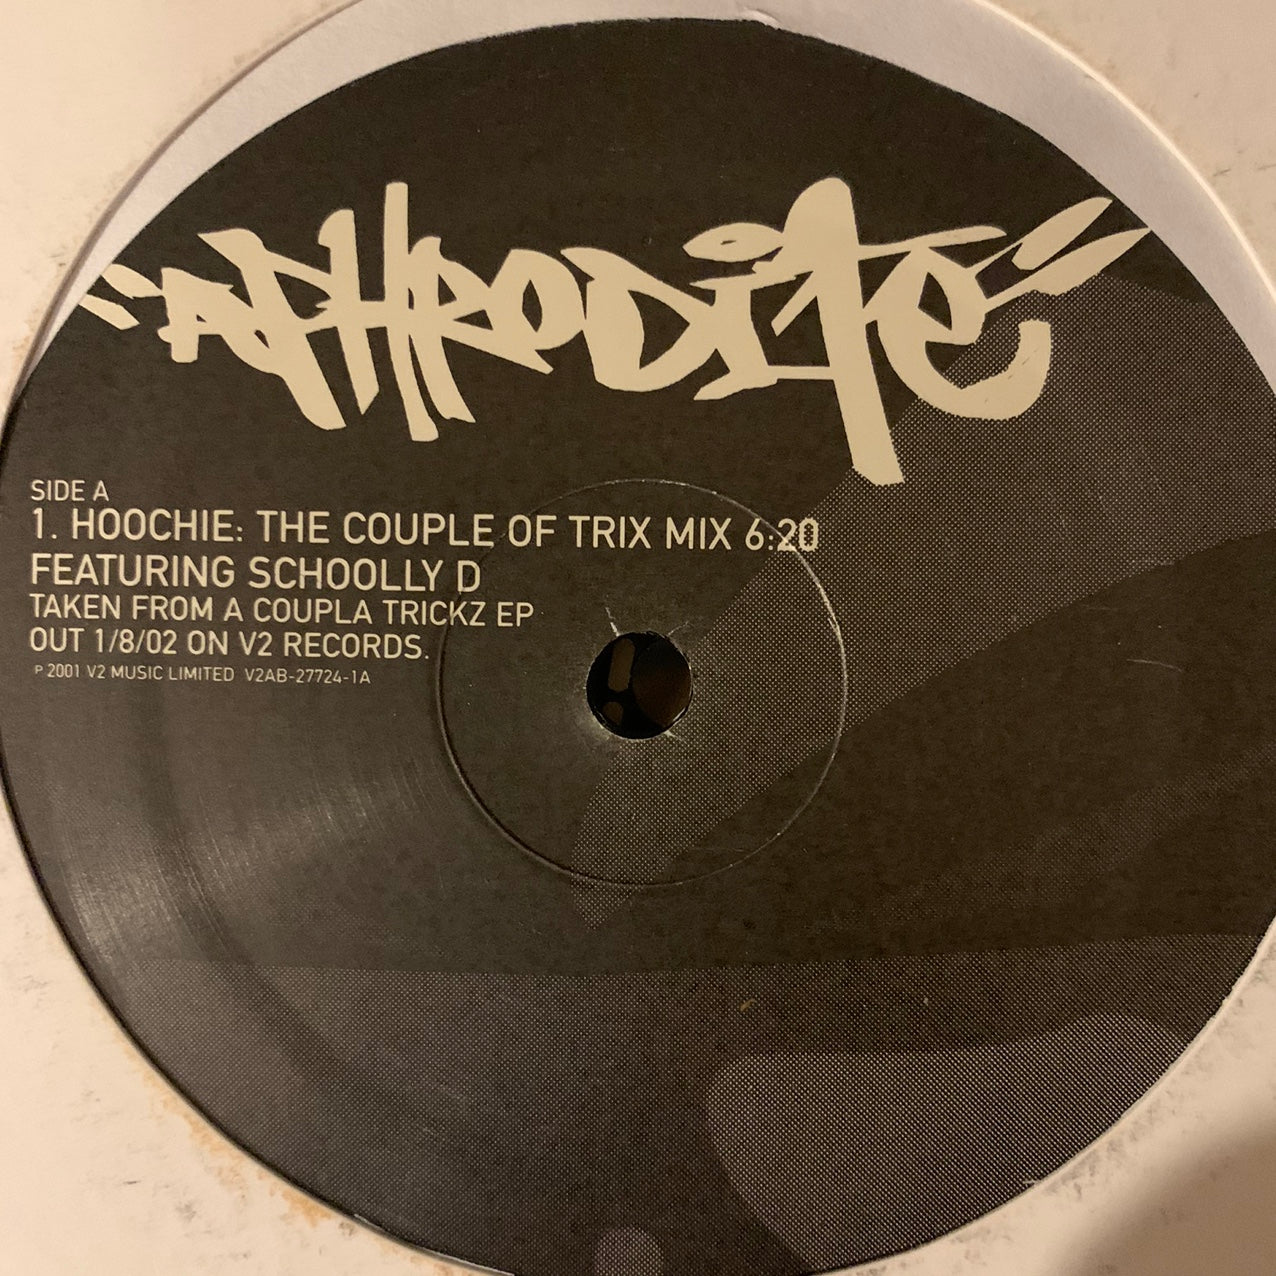 "APHRODITE"
SIDE A
1. HOOCHIE: THE COUPLE OF TRIX MIX 6:20
FEATURING SCHOOLLY D
TAKEN FROM A COUPLA TRICKZ EP
OUT 1/8/02 ON V2 RECORDS.
℗ 2001 V2 MUSIC LIMITED V2AB-27724-1A